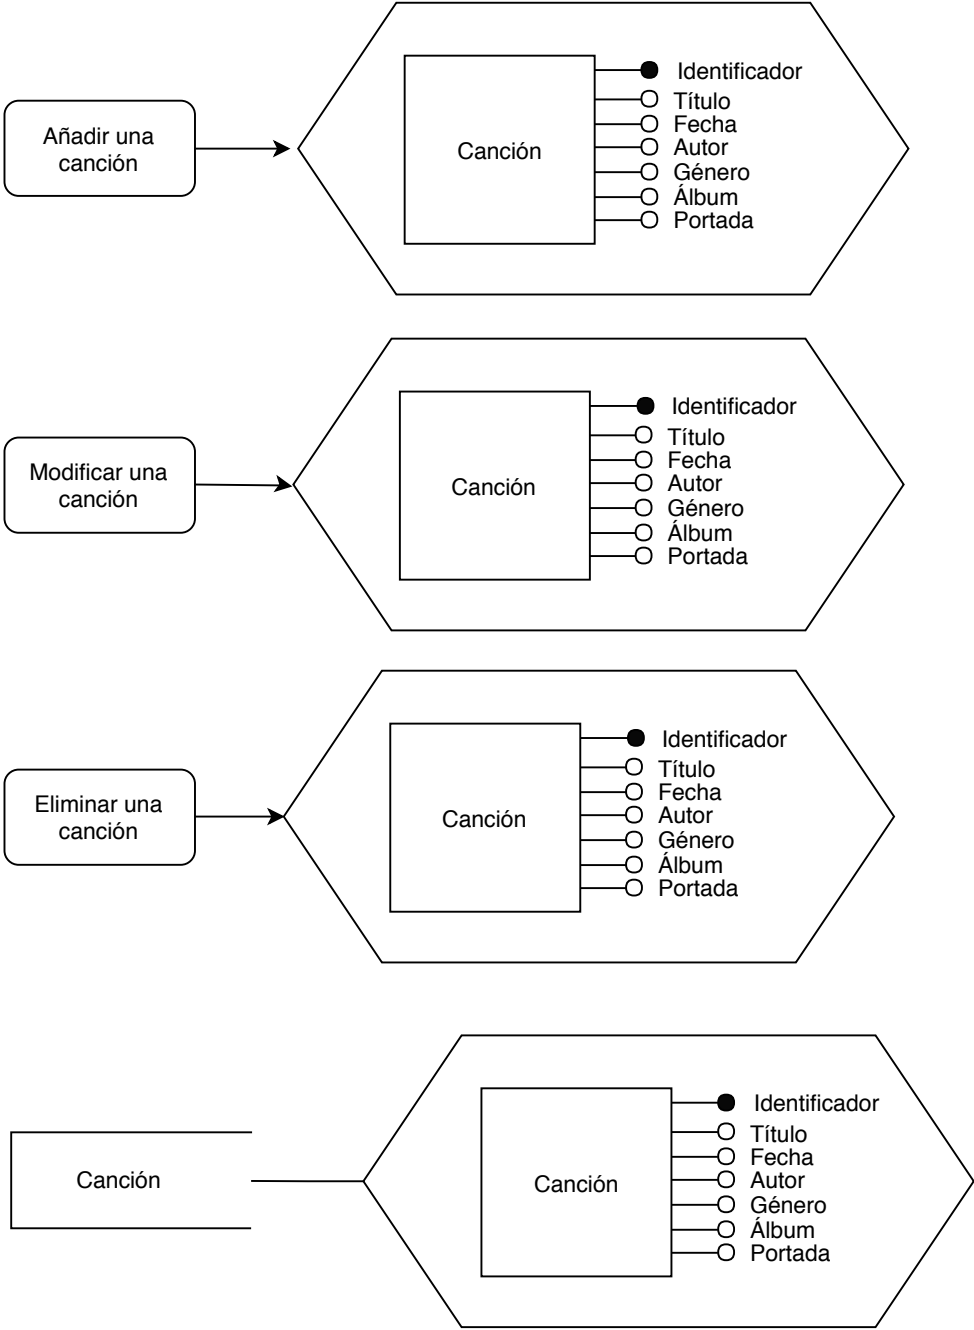 Añadir una
canción
Canción
Identificador
Título
Fecha
Autor
Género
Álbum
Portada
Modificar una
canción
Canción
Identificador
Título
Fecha
Autor
Género
Álbum
Portada
Eliminar una
canción
Canción
Identificador
Título
Fecha
Autor
Género
Álbum
Portada
Canción
Canción
Identificador
Título
Fecha
Autor
Género
Álbum
Portada